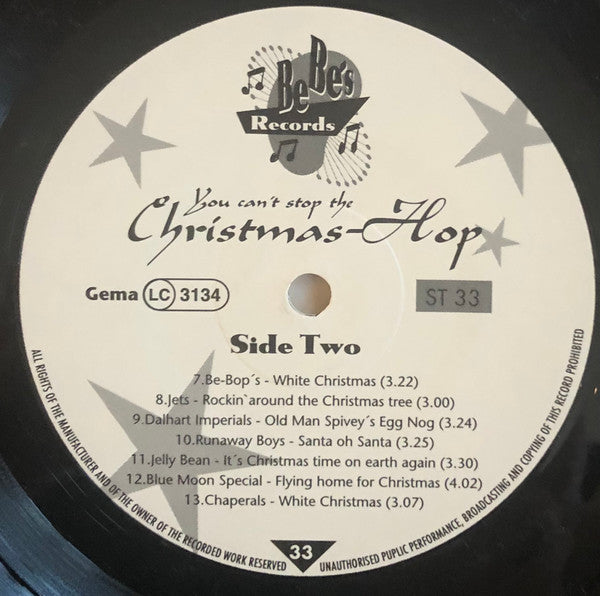 BeBe's
Records
You can't stop the
Christmas-Hop
Gema LC 3134
ST 33
Side Two
7.Be-Bop´s - White Christmas (3.22)
8.Jets - Rockin`around the Christmas tree (3.00)
9.Dalhart Imperials - Old Man Spivey´s Egg Nog (3.24)
10.Runaway Boys - Santa oh Santa (3.25)
11.Jelly Bean - It´s Christmas time on earth again (3.30)
12.Blue Moon Special - Flying home for Christmas (4.02)
13.Chaperals - White Christmas (3.07)
ALL RIGHTS OF THE MANUFACTURER AND OF THE OWNER OF THE RECORDED WORK RESERVED
33
UNAUTHORISED PUPLIC PERFORMANCE, BROADCASTING AND COPYING OF THIS RECORD PROHIBITED